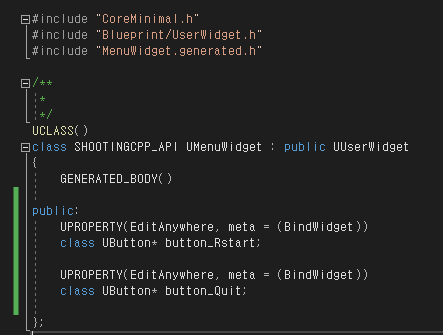 #include "CoreMinimal.h"
#include "Blueprint/UserWidget.h"
#include "MenuWidget.generated.h"
/**
 *
 */
UCLASS()
class SHOOTINGCPP_API UMenuWidget : public UUserWidget
{
GENERATED_BODY()
public:
UPROPERTY(EditAnywhere, meta = (BindWidget))
class UButton* button_Rstart;
UPROPERTY(EditAnywhere, meta = (BindWidget))
class UButton* button_Quit;
};